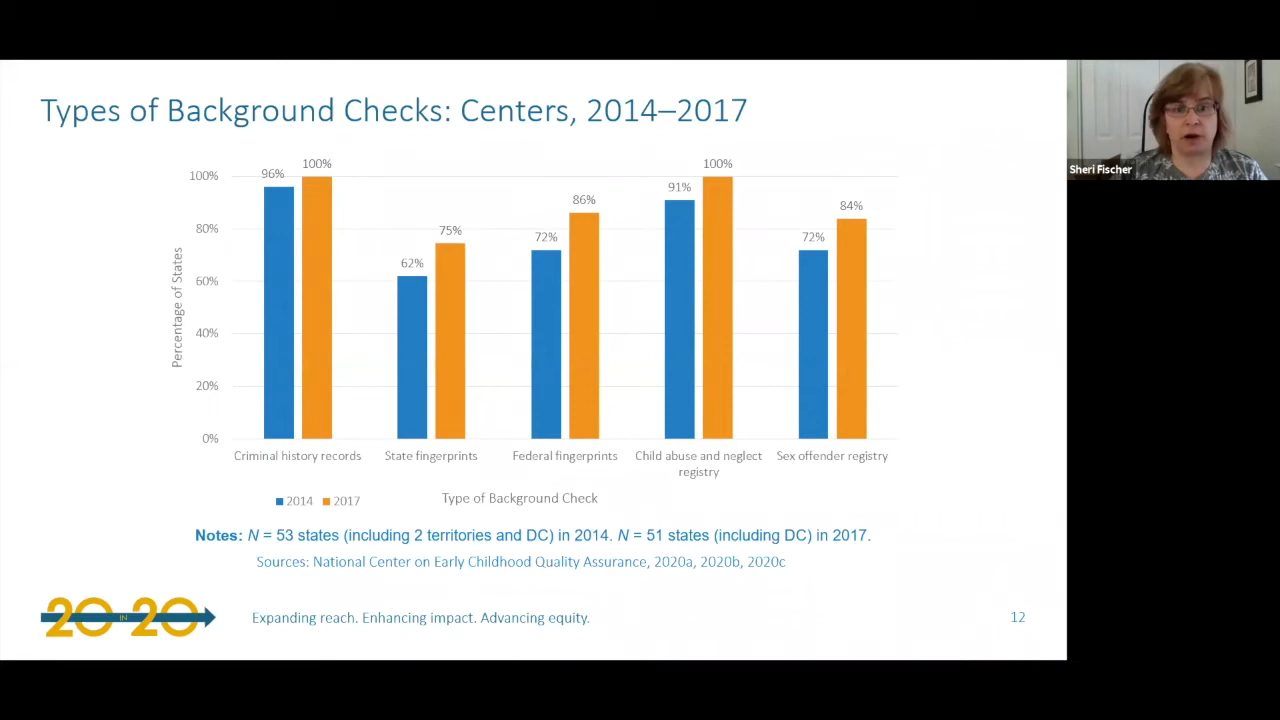 Types of Background Checks: Centers, 2014–2017
Sheri Fischer
Percentage of States
100%
80%
60%
40%
20%
0%
96%
100%
62%
75%
72%
86%
91%
100%
72%
84%
Criminal history records
State fingerprints
Federal fingerprints
Child abuse and neglect
registry
Sex offender registry
2014
2017
Type of Background Check
Notes: N = 53 states (including 2 territories and DC) in 2014. N = 51 states (including DC) in 2017.
Sources: National Center on Early Childhood Quality Assurance, 2020a, 2020b, 2020c
20 IN 20
Expanding reach. Enhancing impact. Advancing equity.
12